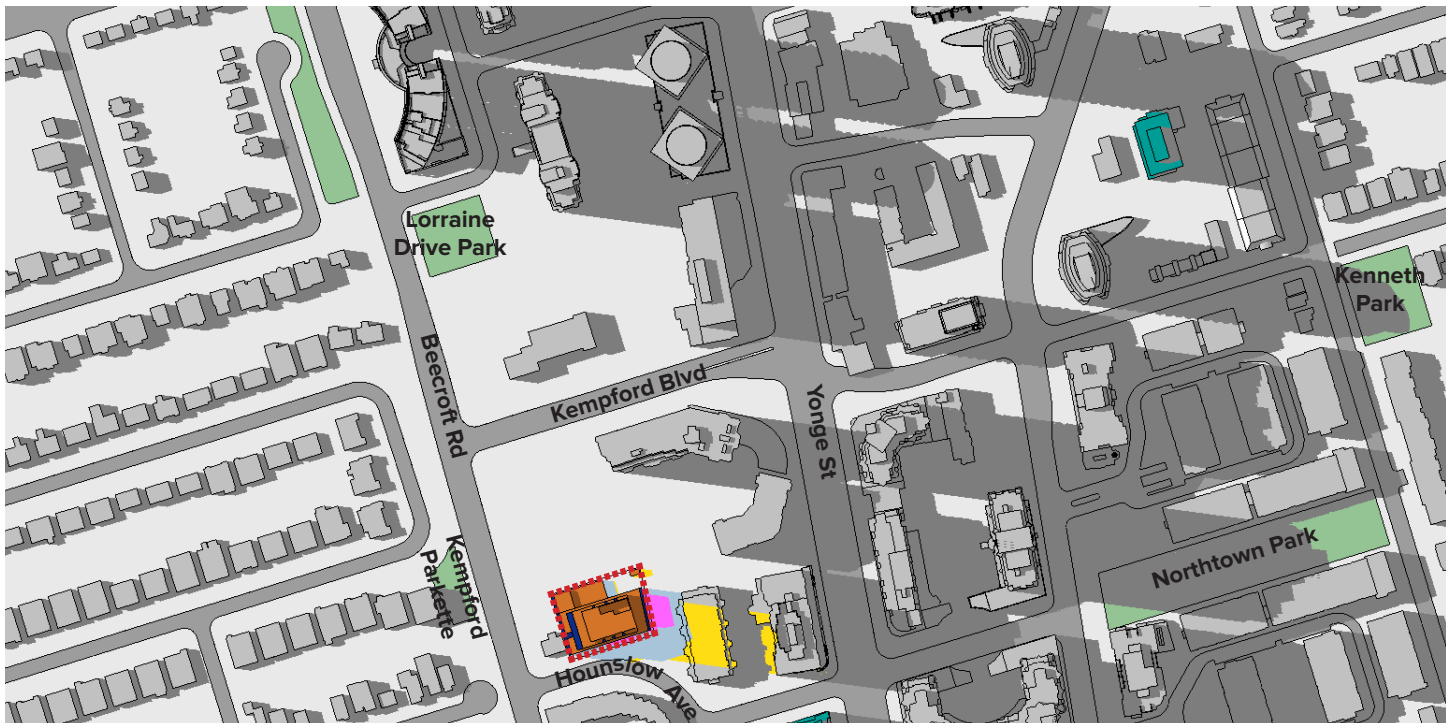 Lorraine
Drive Park
Kenneth
Park
Beecroft Rd
Kempford Blvd
Yonge St
Northtown Park
Kempford
Parkette
Hounslow Ave